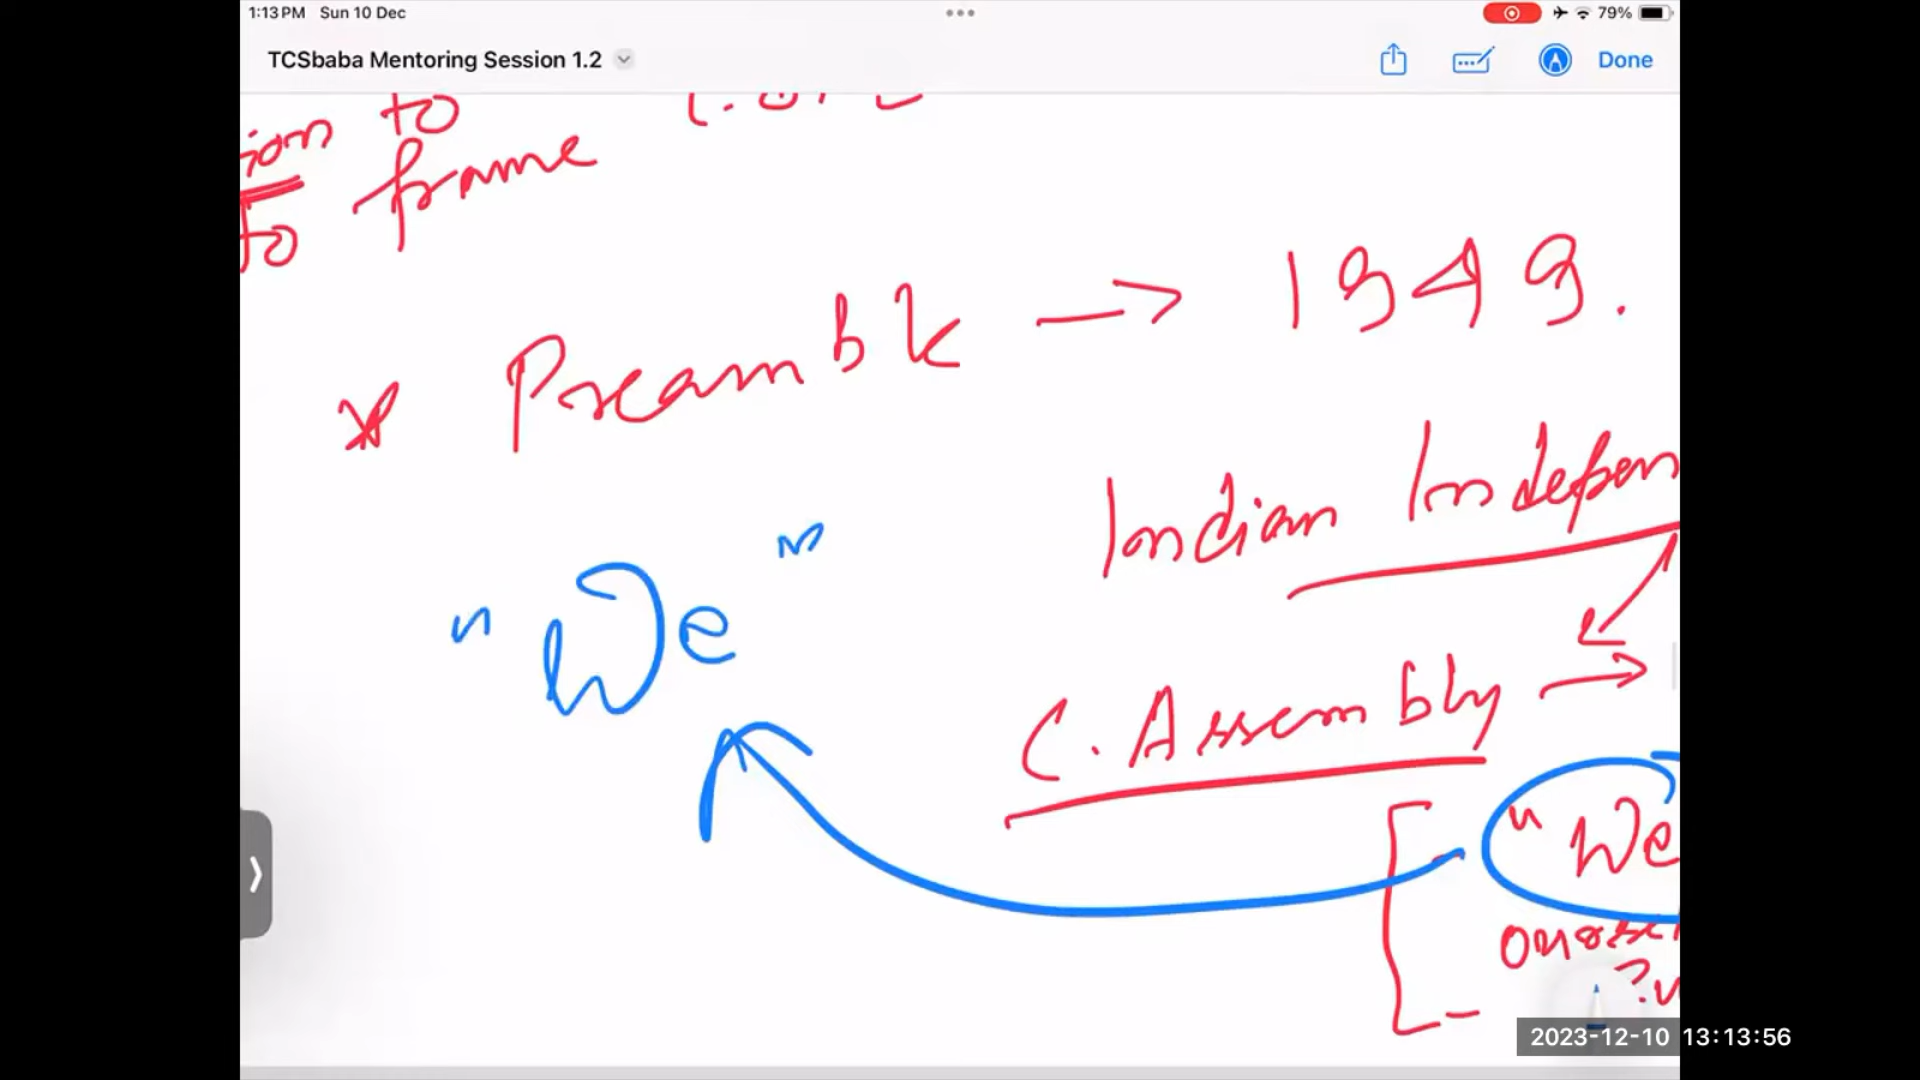 1:13 PM Sun 10 Dec
79%
TCSbaba Mentoring Session 1.2
Done
to
frame
to
* Preamble → 1949.
Indian Indepen
"We"
C. Assembly →
"We
2023-12-10 13:13:56